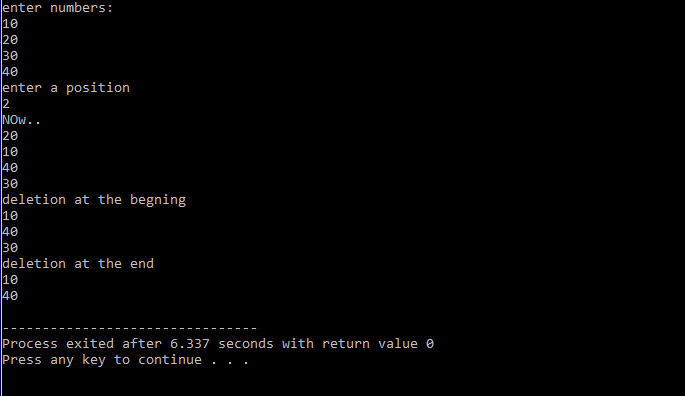 enter numbers:
10
20
30
40
enter a position
2
NOw..
20
10
40
30
deletion at the begning
10
40
30
deletion at the end
10
40
--------------------------------
Process exited after 6.337 seconds with return value 0
Press any key to continue . . .